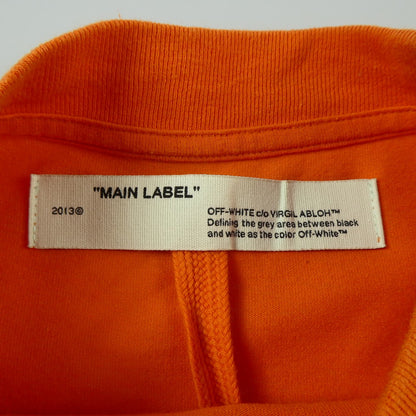 "MAIN LABEL"
2013©
OFF-WHITE c/o VIRGIL ABLOH™
Defining the grey area between black
and white as the color Off-White™